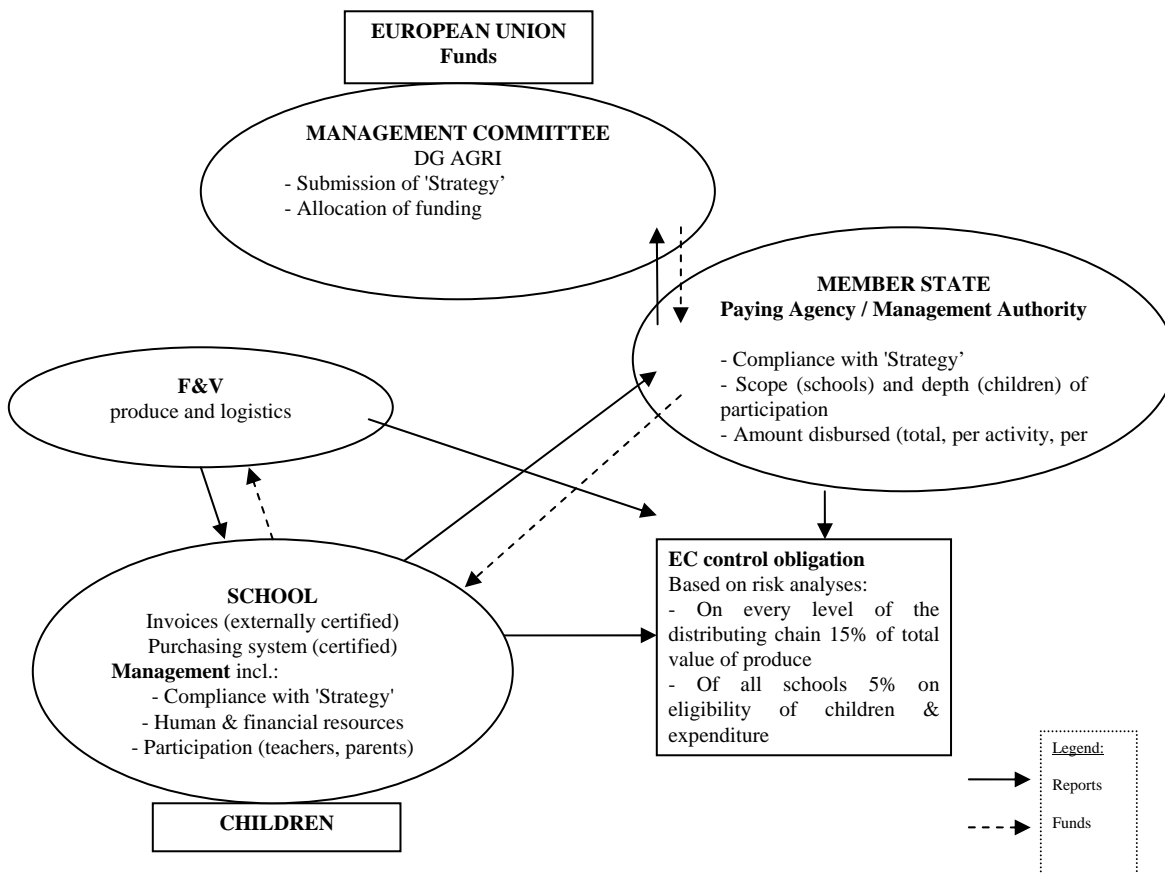 EUROPEAN UNION
Funds
MANAGEMENT COMMITTEE
DG AGRI
- Submission of 'Strategy’
- Allocation of funding
MEMBER STATE
Paying Agency / Management Authority
- Compliance with 'Strategy’
- Scope (schools) and depth (children) of
participation
- Amount disbursed (total, per activity, per
F&V
produce and logistics
SCHOOL
Invoices (externally certified)
Purchasing system (certified)
Management incl.:
- Compliance with 'Strategy'
- Human & financial resources
- Participation (teachers, parents)
CHILDREN
EC control obligation
Based on risk analyses:
- On every level of the
distributing chain 15% of total
value of produce
- Of all schools 5% on
eligibility of children &
expenditure
Legend:
Reports
Funds